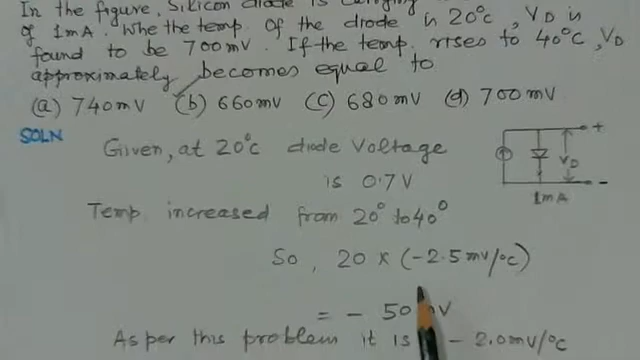 In the figure, Silicon diode is carrying
of 1mA. Whe the temp. of the diode is 20°c, VD is
found to be 700mV. If the temp. rises to 40°C, VD
approximately becomes equal to
(a) 740mV (b) 660mV (c) 680mV (d) 700mV
SOLN
Given, at 20°c diode voltage
is 0.7V
+
VD
-
1mA
Temp increased from 20° to 40°
So, 20 × (-2.5mv/°c)
= - 50 V
As per this problem it is - 2.0mv/°c